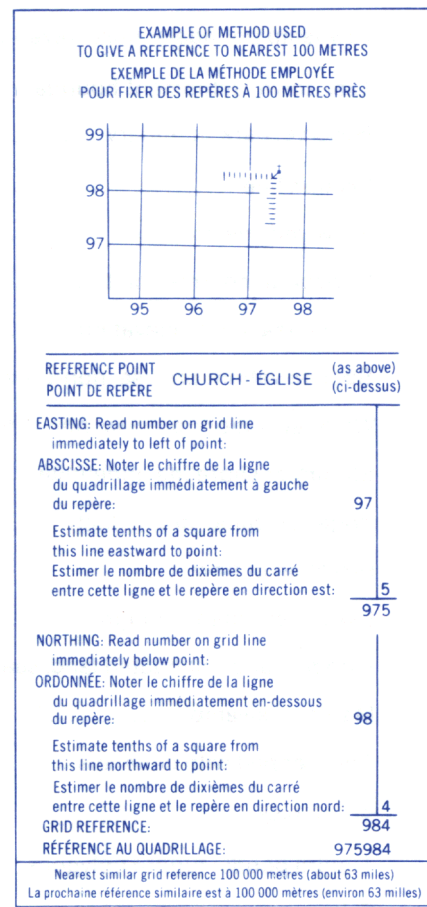 EXAMPLE OF METHOD USED
TO GIVE A REFERENCE TO NEAREST 100 METRES
EXEMPLE DE LA MÉTHODE EMPLOYÉE
POUR FIXER DES REPÈRES À 100 MÈTRES PRÈS
99
98
97
95 96 97 98
REFERENCE POINT
POINT DE REPÈRE
CHURCH - ÉGLISE
(as above)
(ci-dessus)
EASTING: Read number on grid line
immediately to left of point:
ABSCISSE: Noter le chiffre de la ligne
du quadrillage immédiatement à gauche
du repère: 97
Estimate tenths of a square from
this line eastward to point:
Estimer le nombre de dixièmes du carré
entre cette ligne et le repère en direction est: 5
975
NORTHING: Read number on grid line
immediately below point:
ORDONNÉE: Noter le chiffre de la ligne
du quadrillage immediatement en-dessous
du repère: 98
Estimate tenths of a square from
this line northward to point:
Estimer le nombre de dixièmes du carré
entre cette ligne et le repère en direction nord: 4
GRID REFERENCE: 984
RÉFÉRENCE AU QUADRILLAGE: 975984
Nearest similar grid reference 100 000 metres (about 63 miles)
La prochaine référence similaire est à 100 000 mètres (environ 63 milles)